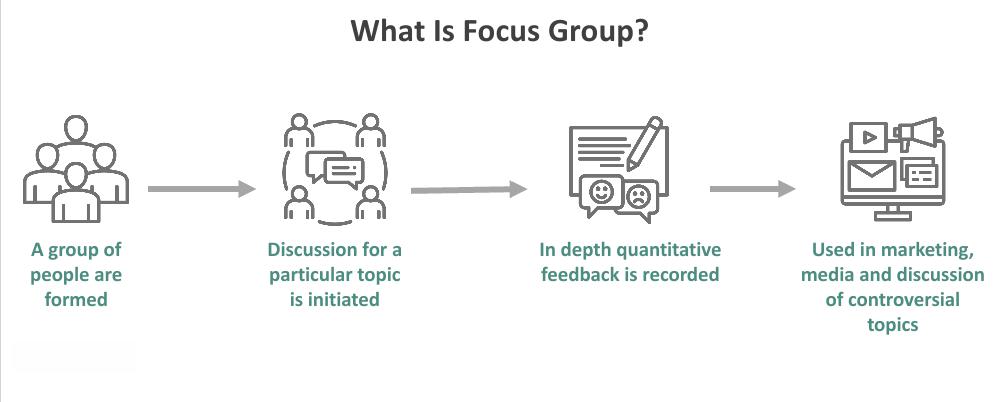 What Is Focus Group?
A group of
people are
formed
Discussion for a
particular topic
is initiated
In depth quantitative
feedback is recorded
Used in marketing,
media and discussion
of controversial
topics